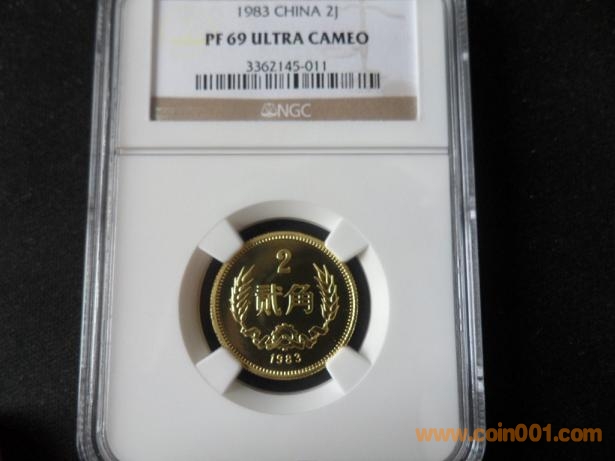 1983 CHINA 2J
PF 69 ULTRA CAMEO
3362145-011
NGC
2
贰角
1983
www.coin001.com